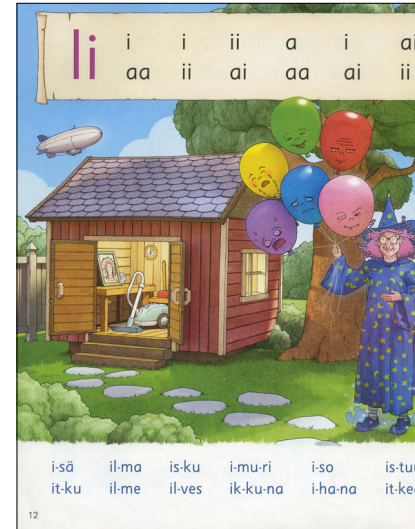 Ii i i ii a i ai
aa ii ai aa ai ii
i-sä il-ma is-ku i-mu-ri i-so
it-ku il-me il-ves ik-ku-na i-ha-na
12